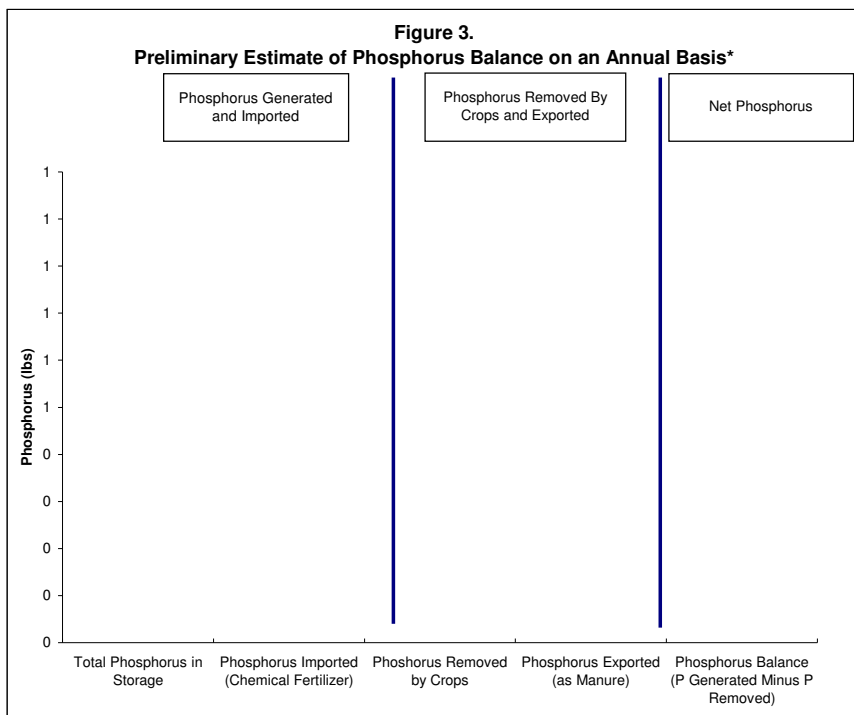 Figure 3.
Preliminary Estimate of Phosphorus Balance on an Annual Basis*
Phosphorus Generated
and Imported
Phosphorus Removed By
Crops and Exported
Net Phosphorus
1
1
1
1
1
1
0
0
0
0
0
Phosphorus (lbs)
Total Phosphorus in
Storage
Phosphorus Imported
(Chemical Fertilizer)
Phoshorus Removed
by Crops
Phosphorus Exported
(as Manure)
Phosphorus Balance
(P Generated Minus P
Removed)